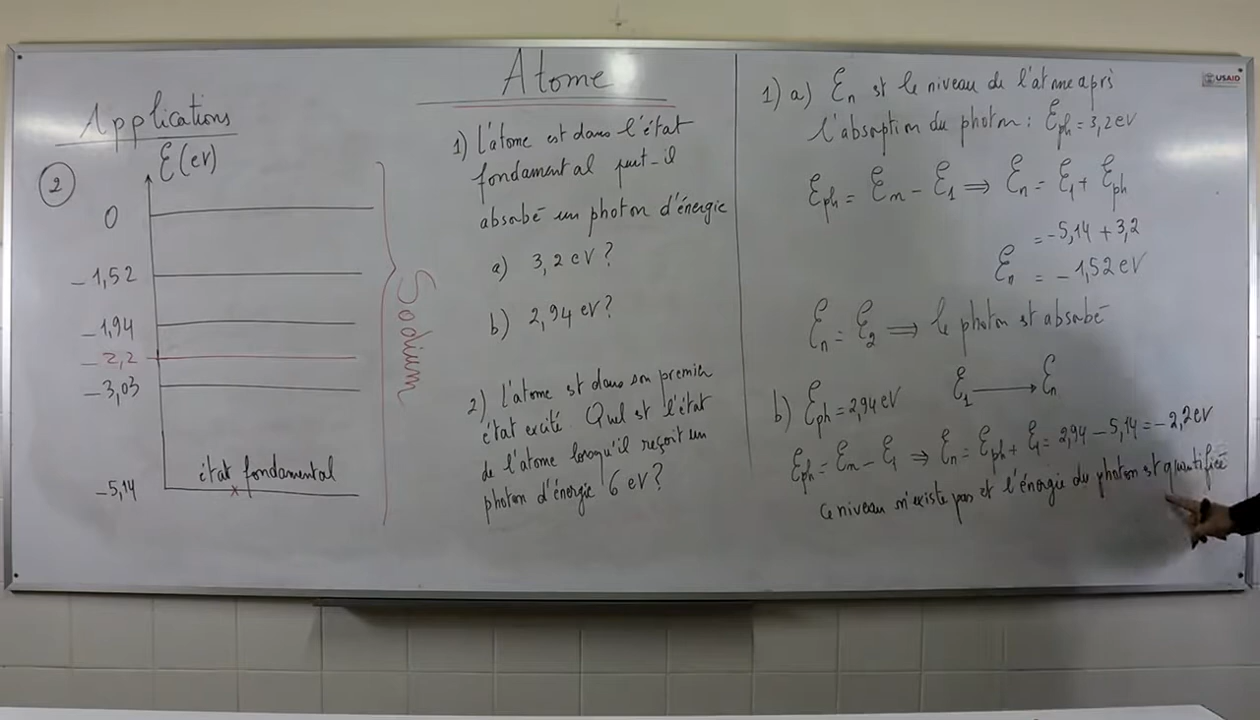 Atome
Applications
2
E(ev)
0
-1,52
-1,94
-2,2
-3,03
-5,14
état fondamental
Sodium
1) L'atome est dans l'état
fondamental peut-il
absorbé un photon d'énergie
a) 3,2 ev ?
b) 2,94 ev ?
2) L'atome est dans son premier
état excité. Quel est l'état
de l'atome lorsqu'il reçoit un
photon d'énergie 6 ev ?
1) a) En est le niveau de l'atome après
l'absoption du photon : Eph = 3,2 ev
Eph = En - E1 ⇒ En = E1 + Eph
= -5,14 + 3,2
En = -1,52 ev
En = E2 ⇒ le photon est absorbé
b) Eph = 2,94 ev E1 → En
Eph = En - E1 ⇒ En = Eph + E1 = 2,94 - 5,14 = -2,2 ev
Ce niveau n'existe pas et l'énergie du photon est quantifiée
USAID